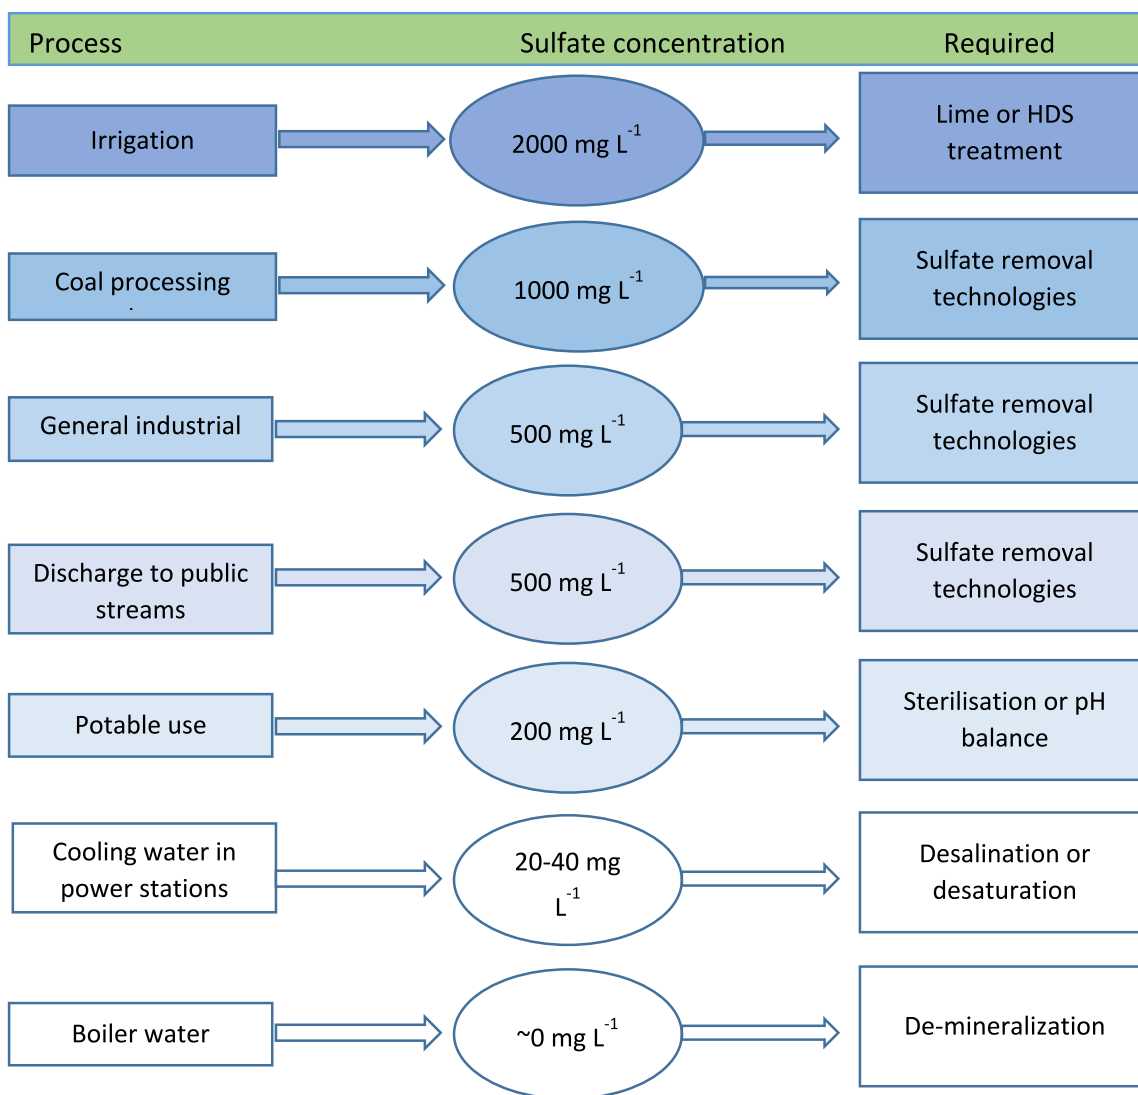 Process Sulfate concentration Required
Irrigation
2000 mg L⁻¹
Lime or HDS
treatment
Coal processing
.
1000 mg L⁻¹
Sulfate removal
technologies
General industrial
500 mg L⁻¹
Sulfate removal
technologies
Discharge to public
streams
500 mg L⁻¹
Sulfate removal
technologies
Potable use
200 mg L⁻¹
Sterilisation or pH
balance
Cooling water in
power stations
20-40 mg
L⁻¹
Desalination or
desaturation
Boiler water
~0 mg L⁻¹
De-mineralization